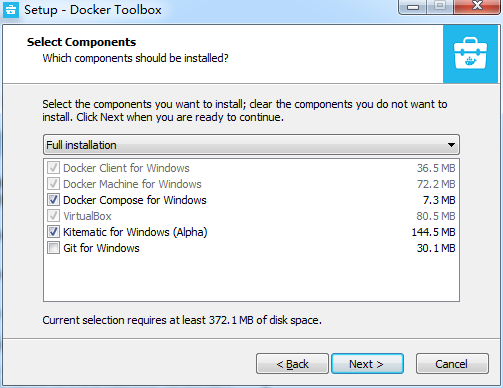 Setup - Docker Toolbox
Select Components
Which components should be installed?
Select the components you want to install; clear the components you do not want to
install. Click Next when you are ready to continue.
Full installation
Docker Client for Windows 36.5 MB
Docker Machine for Windows 72.2 MB
Docker Compose for Windows 7.3 MB
VirtualBox 80.5 MB
Kitematic for Windows (Alpha) 144.5 MB
Git for Windows 30.1 MB
Current selection requires at least 372.1 MB of disk space.
< Back Next > Cancel